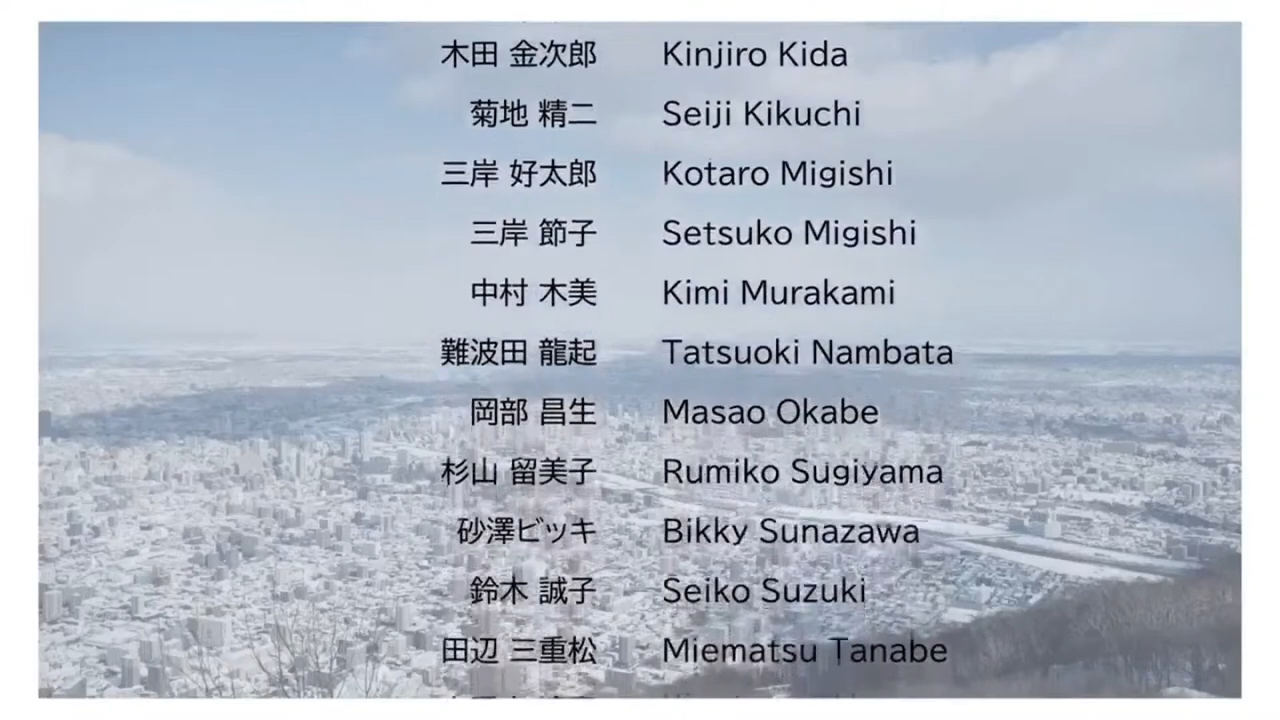 木田 金次郎 Kinjiro Kida
菊地 精二 Seiji Kikuchi
三岸 好太郎 Kotaro Migishi
三岸 節子 Setsuko Migishi
中村 木美 Kimi Murakami
難波田 龍起 Tatsuoki Nambata
岡部 昌生 Masao Okabe
杉山 留美子 Rumiko Sugiyama
砂澤ビッキ Bikky Sunazawa
鈴木 誠子 Seiko Suzuki
田辺 三重松 Miematsu Tanabe